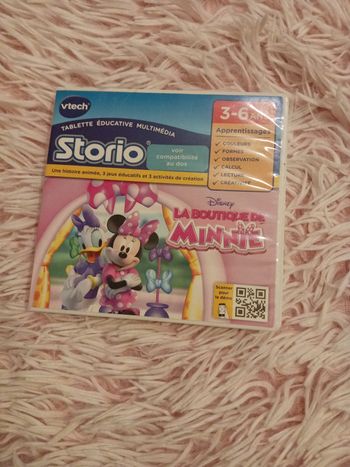 vtech
TABLETTE ÉDUCATIVE MULTIMÉDIA
Storio
voir
compatibilité
au dos
Une histoire animée, 3 jeux éducatifs et 3 activités de création
3-6 ANS
Apprentissages
✓ COULEURS
✓ FORMES
✓ OBSERVATION
✓ CALCUL
✓ LECTURE
✓ CRÉATIVITÉ
Disney
LA BOUTIQUE DE
MINNIE
Scanner
pour
la démo